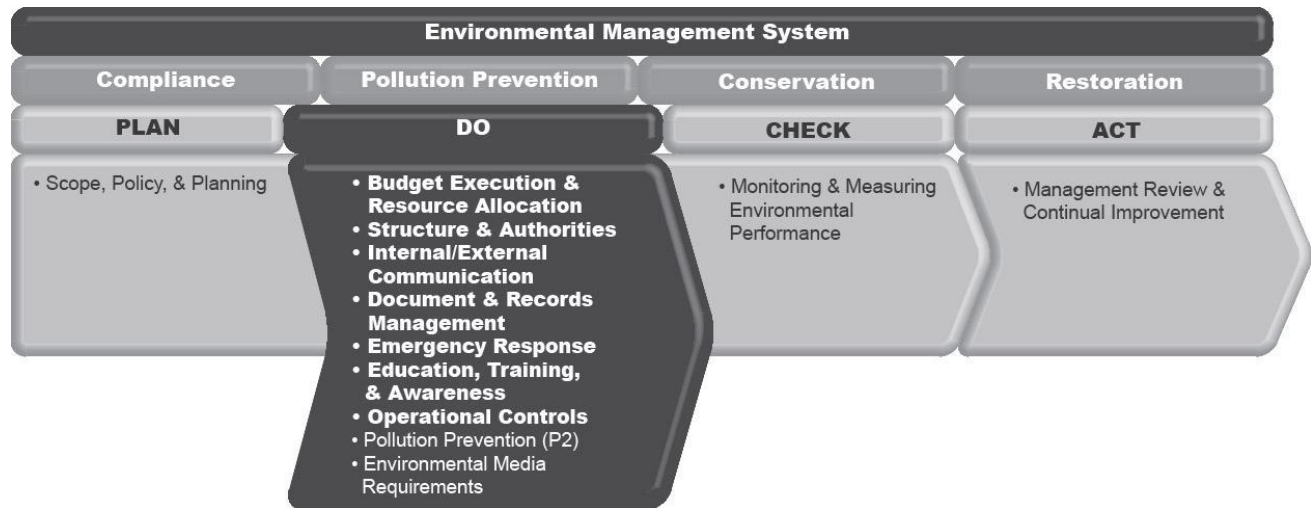 Environmental Management System
Compliance
Pollution Prevention
Conservation
Restoration
PLAN
DO
CHECK
ACT
• Scope, Policy, & Planning
• Budget Execution &
Resource Allocation
• Structure & Authorities
• Internal/External
Communication
• Document & Records
Management
• Emergency Response
• Education, Training,
& Awareness
• Operational Controls
• Pollution Prevention (P2)
• Environmental Media
Requirements
• Monitoring & Measuring
Environmental
Performance
• Management Review &
Continual Improvement